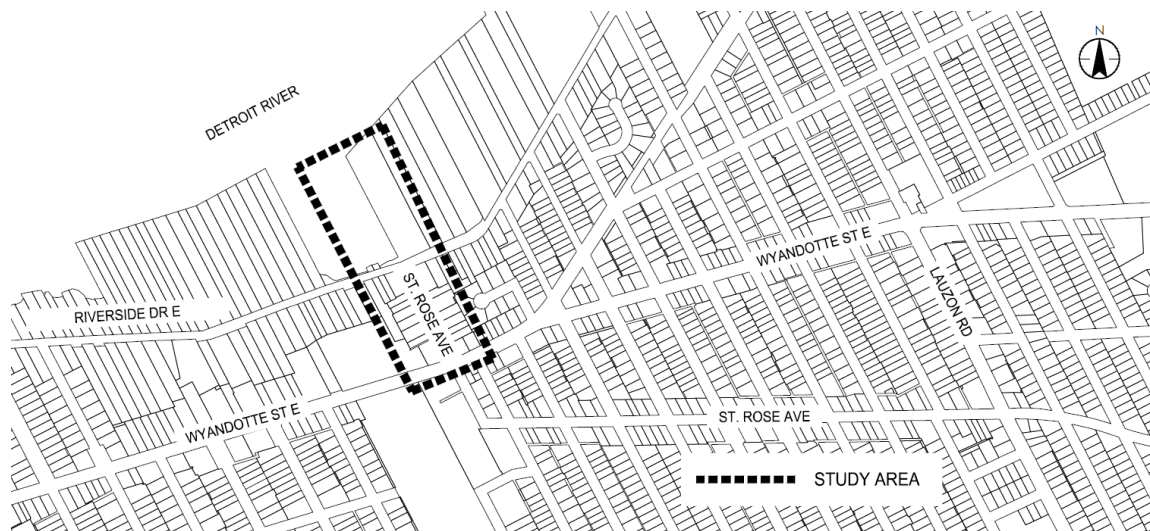 N
DETROIT RIVER
WYANDOTTE ST E
RIVERSIDE DR E
ST. ROSE AVE
LAUZON RD
WYANDOTTE ST E
ST. ROSE AVE
STUDY AREA